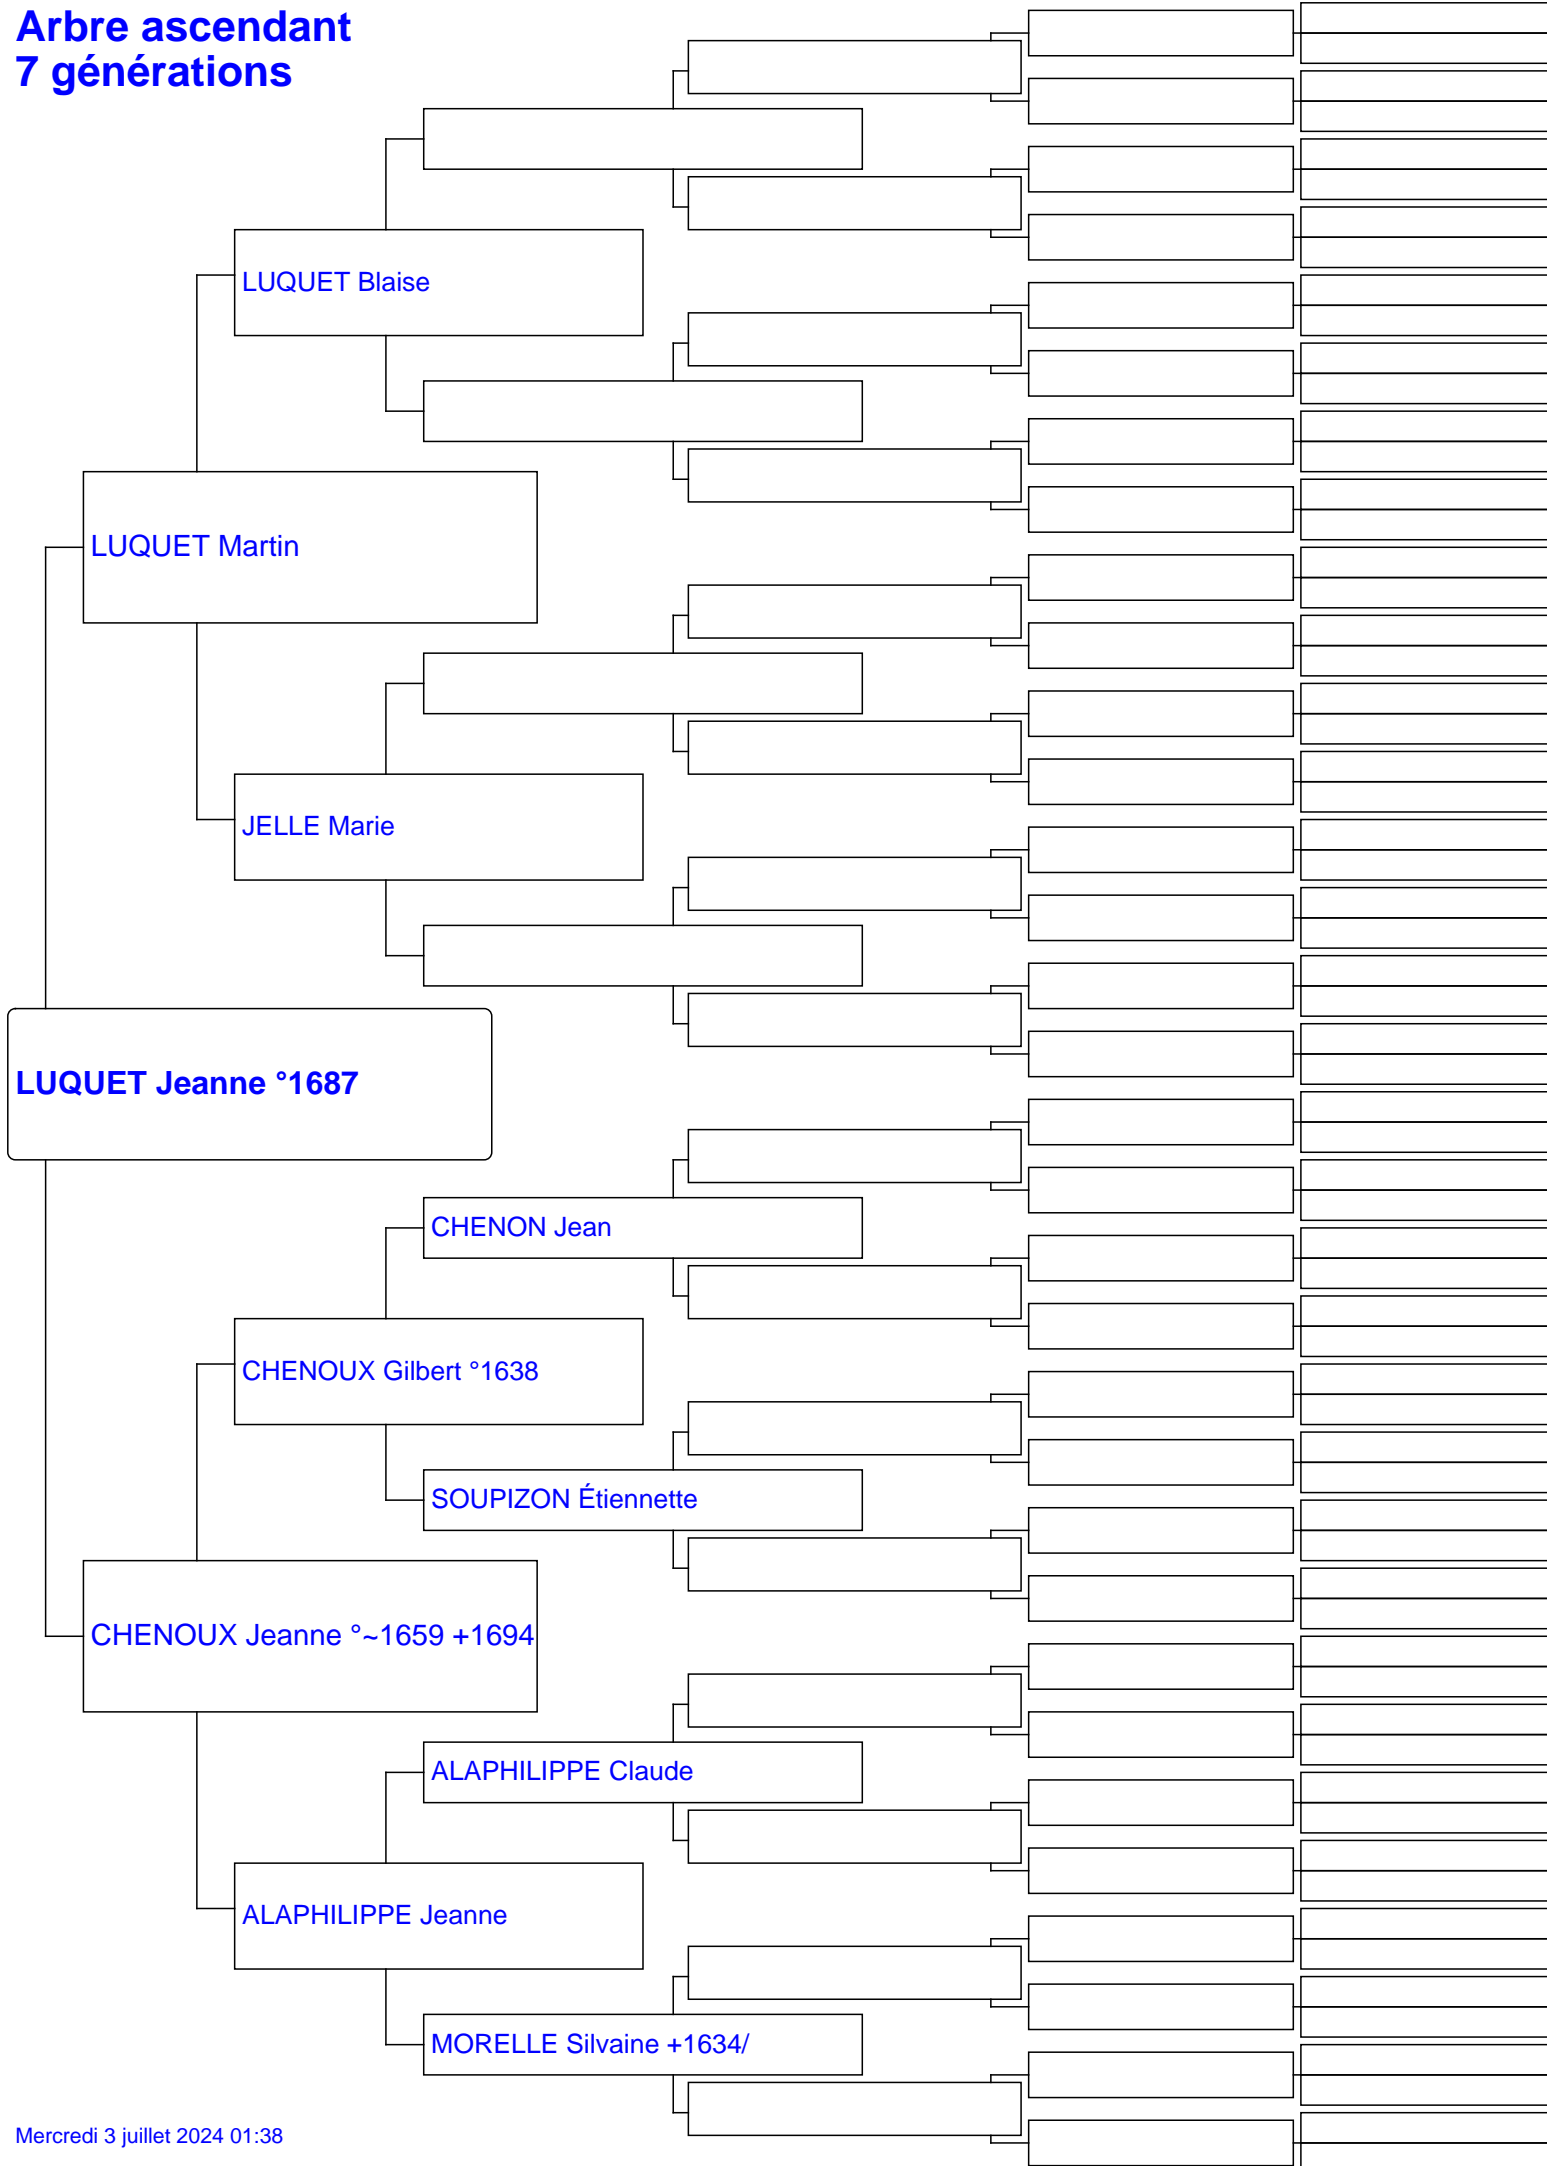 Arbre ascendant
7 générations
LUQUET Blaise
LUQUET Martin
JELLE Marie
LUQUET Jeanne °1687
CHENON Jean
CHENOUX Gilbert °1638
SOUPIZON Étiennette
CHENOUX Jeanne °~1659 +1694
ALAPHILIPPE Claude
ALAPHILIPPE Jeanne
MORELLE Silvaine +1634/
Mercredi 3 juillet 2024 01:38